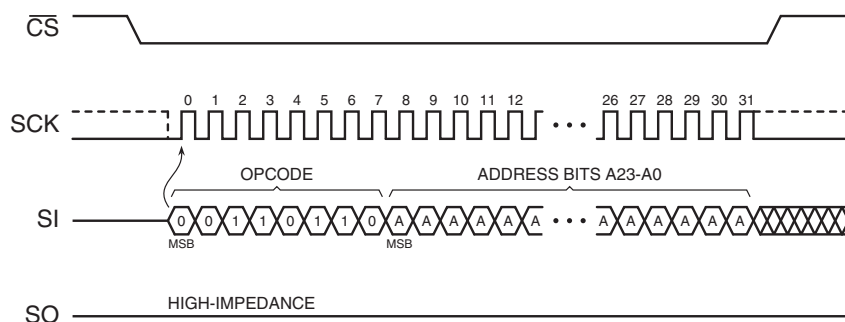 CS
0 1 2 3 4 5 6 7 8 9 10 11 12 26 27 28 29 30 31
SCK
OPCODE ADDRESS BITS A23-A0
SI 0 0 1 1 0 1 1 0 A A A A A A A A A A A A
MSB MSB
HIGH-IMPEDANCE
SO